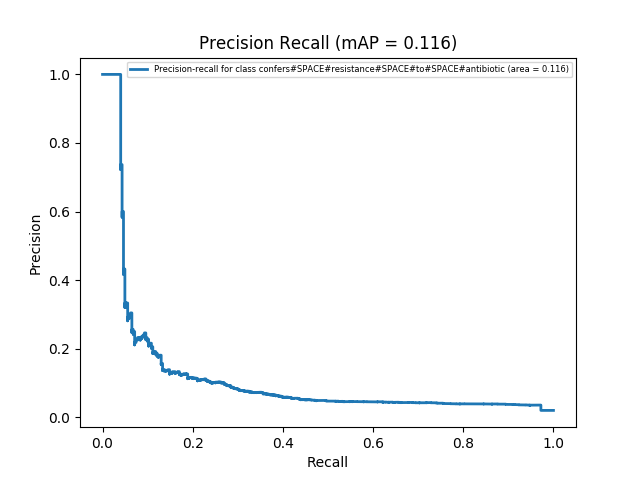 Precision Recall (mAP = 0.116)
Precision-recall for class confers#SPACE#resistance#SPACE#to#SPACE#antibiotic (area = 0.116)
1.0
0.8
0.6
0.4
0.2
0.0
Precision
0.0 0.2 0.4 0.6 0.8 1.0
Recall